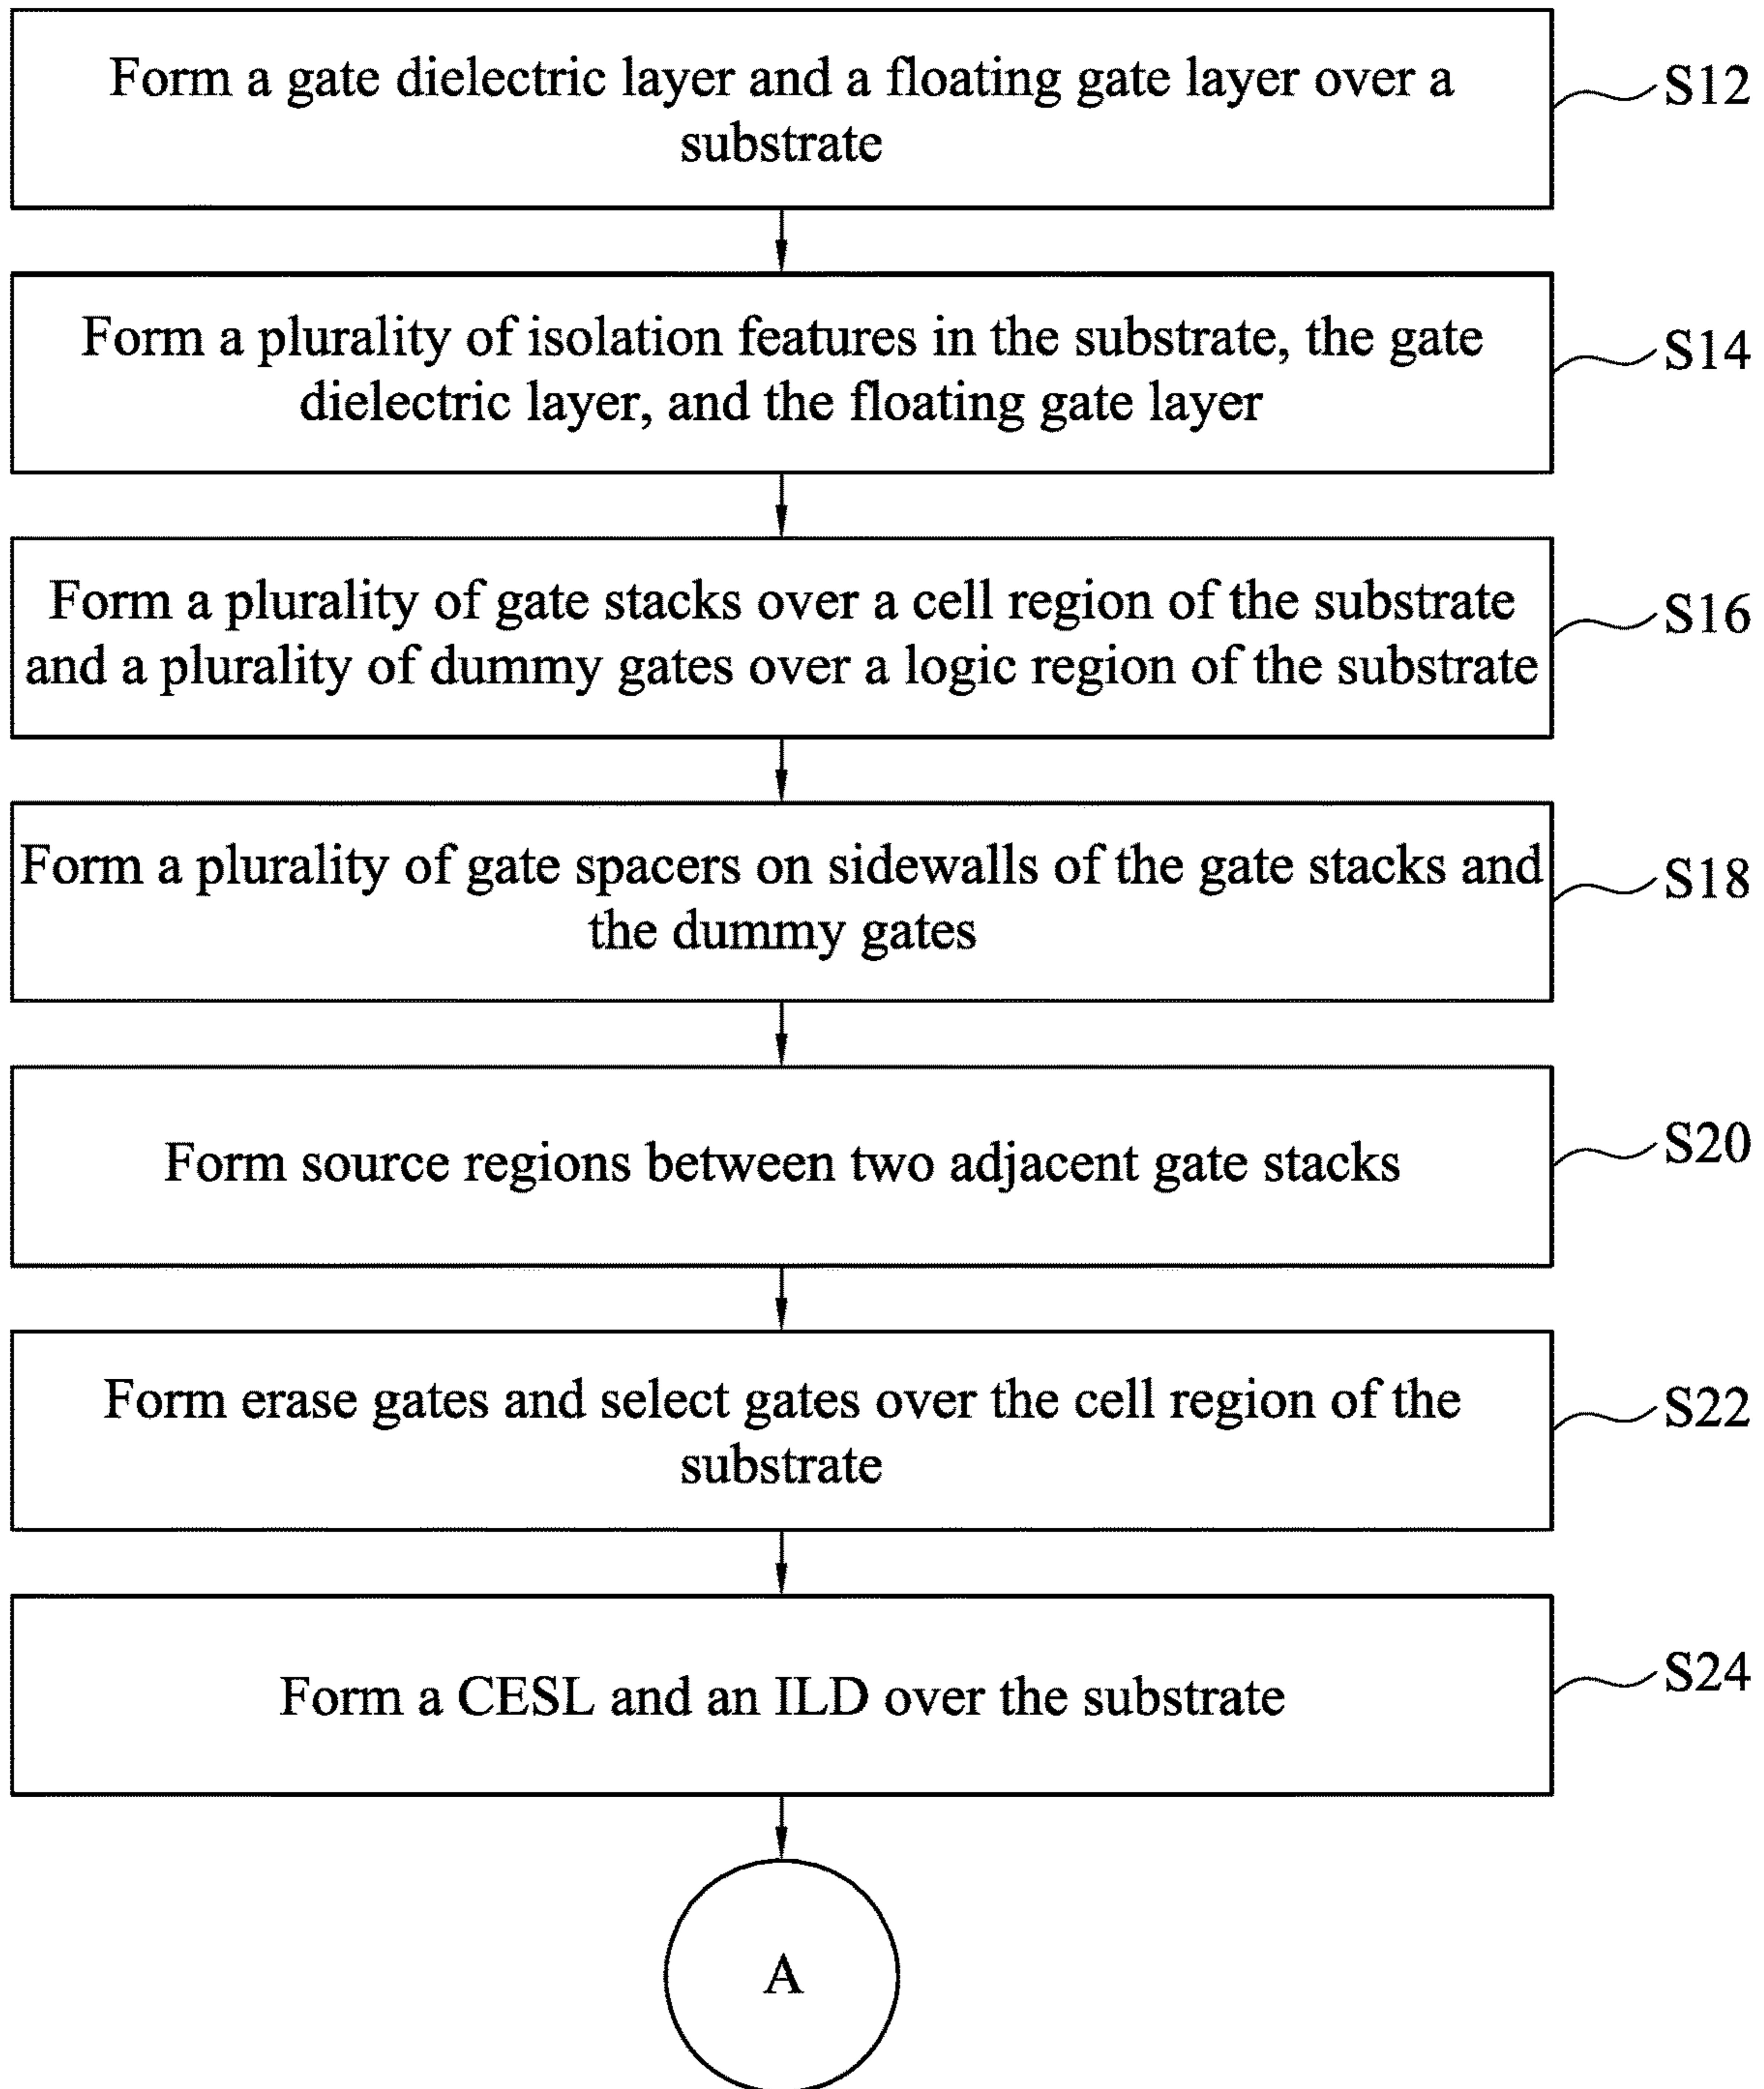 Form a gate dielectric layer and a floating gate layer over a
substrate
S12
Form a plurality of isolation features in the substrate, the gate
dielectric layer, and the floating gate layer
S14
Form a plurality of gate stacks over a cell region of the substrate
and a plurality of dummy gates over a logic region of the substrate
S16
Form a plurality of gate spacers on sidewalls of the gate stacks and
the dummy gates
S18
Form source regions between two adjacent gate stacks
S20
Form erase gates and select gates over the cell region of the
substrate
S22
Form a CESL and an ILD over the substrate
S24
A